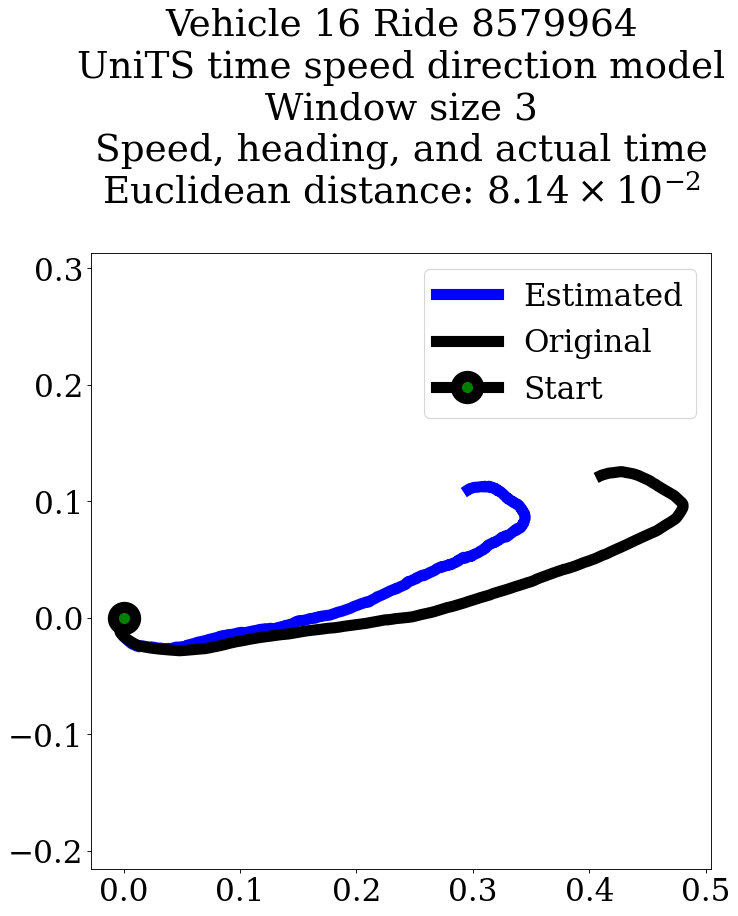 Vehicle 16 Ride 8579964
UniTS time speed direction model
Window size 3
Speed, heading, and actual time
Euclidean distance: 8.14 × 10⁻²
Estimated
Original
Start
0.3
0.2
0.1
0.0
−0.1
−0.2
0.0 0.1 0.2 0.3 0.4 0.5